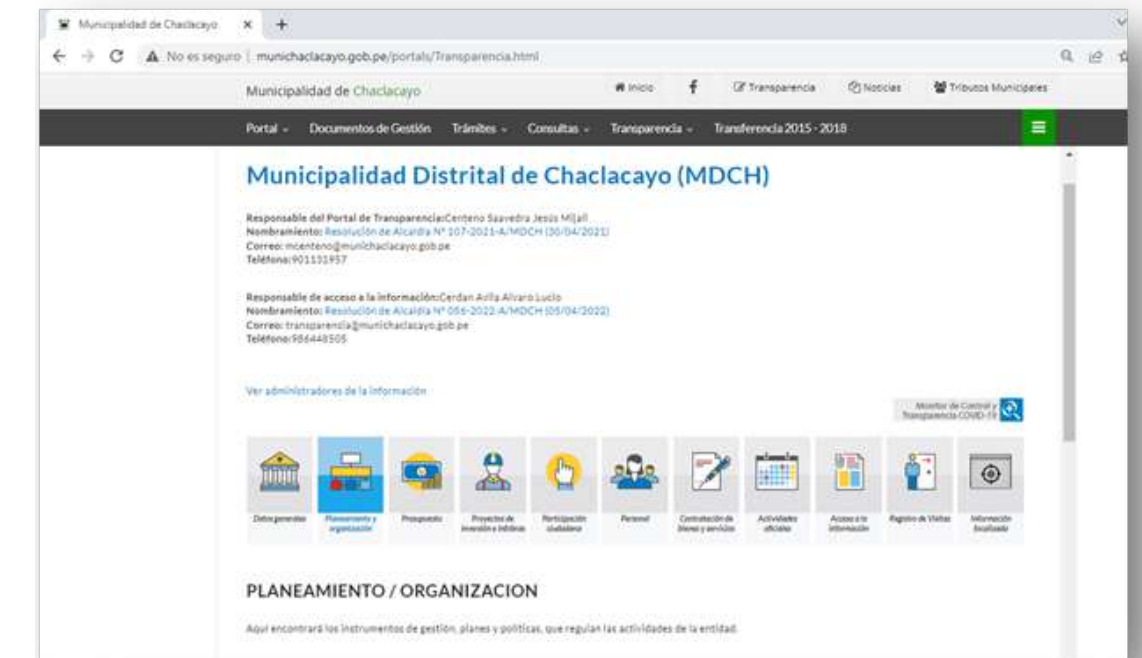 Municipalidad de Chaclacayo
No es seguro | munichaclacayo.gob.pe/portals/Transparencia.html
Municipalidad de Chaclacayo
Inicio
Transparencia
Noticias
Tributos Municipales
Portal
Documentos de Gestión
Trámites
Consultas
Transparencia
Transferencia 2015 - 2018
Municipalidad Distrital de Chaclacayo (MDCH)
Responsable del Portal de Transparencia:Centeno Saavedra Jesús Mijail
Nombramiento: Resolución de Alcaldía N° 107-2021-A/MDCH (30/04/2021)
Correo: mcenteno@munichaclacayo.gob.pe
Teléfono:901131957
Responsable de acceso a la información:Cerdan Avila Alvaro Lucio
Nombramiento: Resolución de Alcaldía N° 056-2022-A/MDCH (05/04/2022)
Correo: transparencia@munichaclacayo.gob.pe
Teléfono:986448505
Ver administradores de la información
Monitor de Control y
Transparencia COVID-19
Datos generales
Planeamiento y
organización
Presupuesto
Proyectos de
inversión e Infobras
Participación
ciudadana
Personal
Contratación de
bienes y servicios
Actividades
oficiales
Acceso a la
información
Registro de Visitas
Información
focalizada
PLANEAMIENTO / ORGANIZACION
Aquí encontrará los instrumentos de gestión, planes y políticas, que regulan las actividades de la entidad.